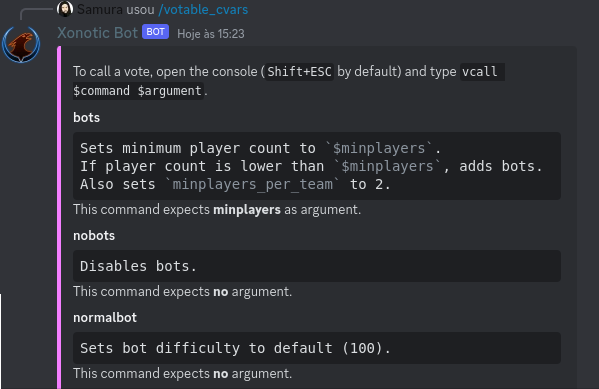 Samura usou /votable_cvars
Xonotic Bot BOT Hoje às 15:23
To call a vote, open the console (Shift+ESC by default) and type vcall
$command $argument.
bots
Sets minimum player count to `$minplayers`.
If player count is lower than `$minplayers`, adds bots.
Also sets `minplayers_per_team` to 2.
This command expects minplayers as argument.
nobots
Disables bots.
This command expects no argument.
normalbot
Sets bot difficulty to default (100).
This command expects no argument.